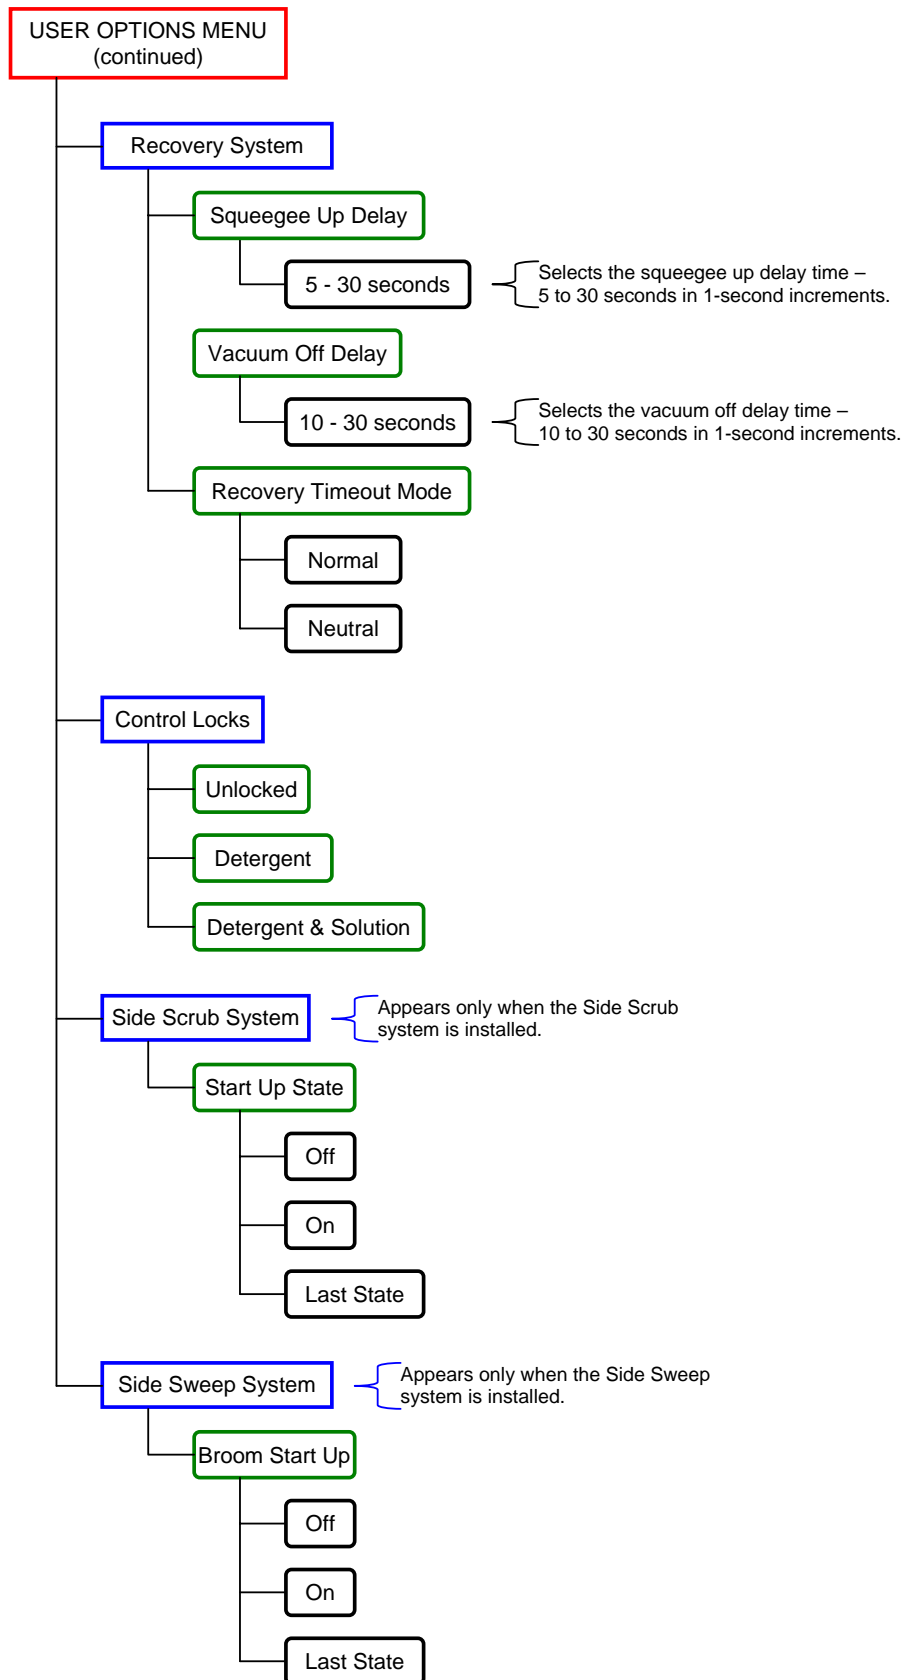 USER OPTIONS MENU
(continued)
Recovery System
Squeegee Up Delay
5 - 30 seconds
Selects the squeegee up delay time –
5 to 30 seconds in 1-second increments.
Vacuum Off Delay
10 - 30 seconds
Selects the vacuum off delay time –
10 to 30 seconds in 1-second increments.
Recovery Timeout Mode
Normal
Neutral
Control Locks
Unlocked
Detergent
Detergent & Solution
Side Scrub System
Appears only when the Side Scrub
system is installed.
Start Up State
Off
On
Last State
Side Sweep System
Appears only when the Side Sweep
system is installed.
Broom Start Up
Off
On
Last State